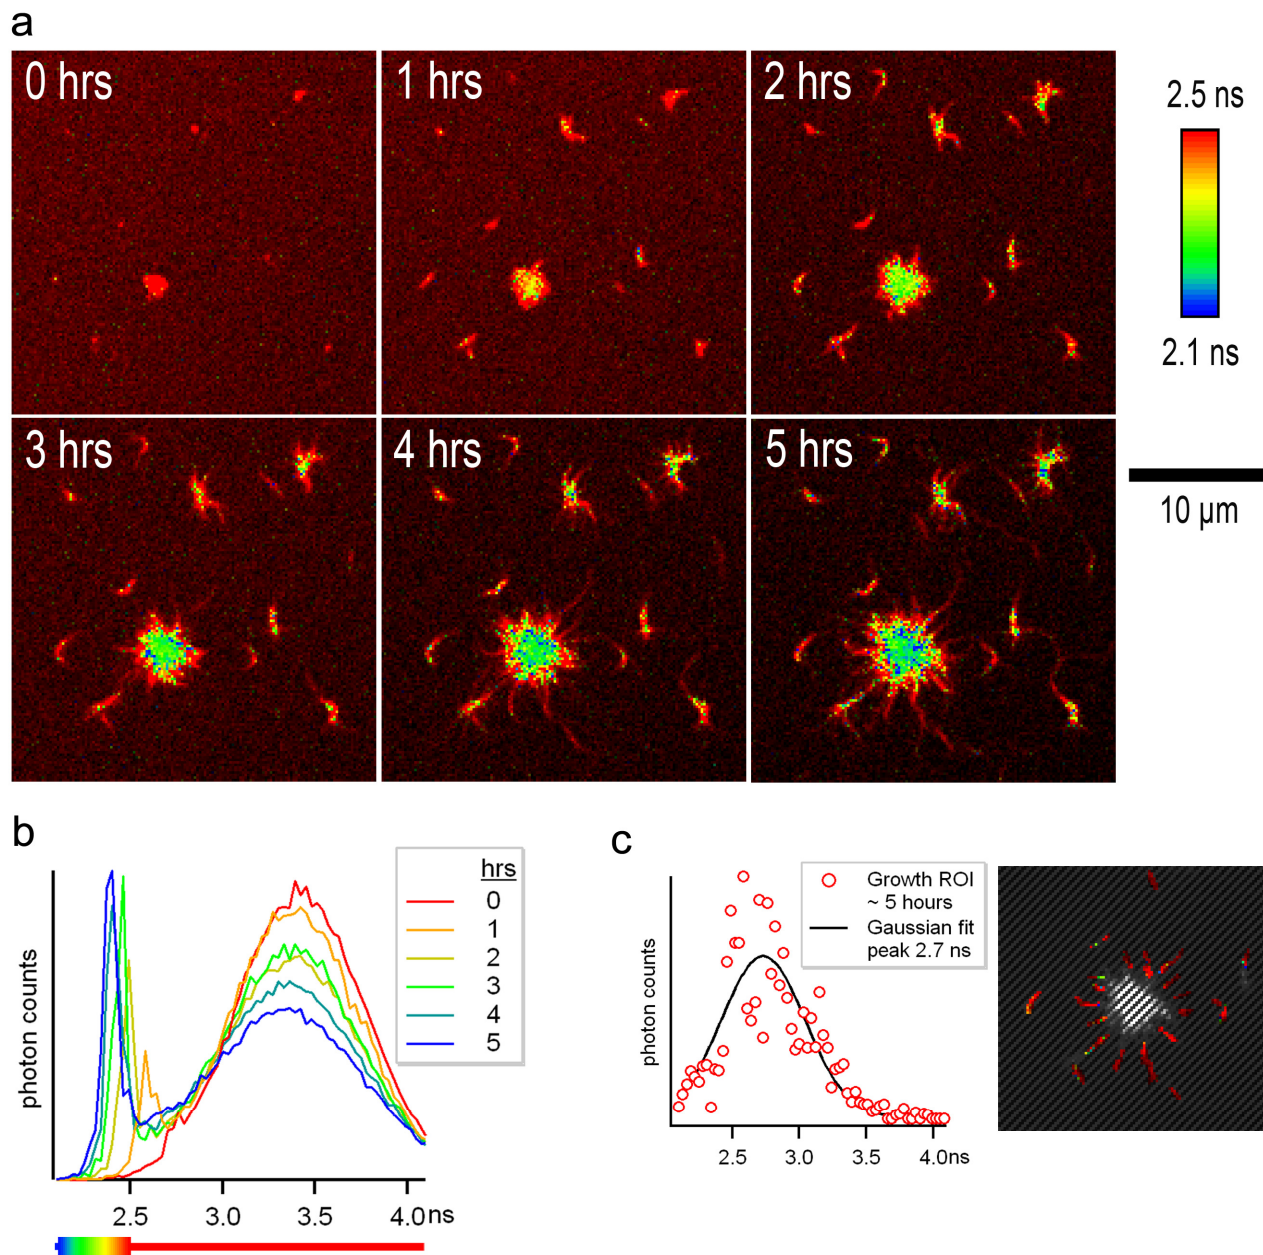 a
0 hrs
1 hrs
2 hrs
2.5 ns
2.1 ns
3 hrs
4 hrs
5 hrs
10 µm
b
photon counts
hrs
0
1
2
3
4
5
2.5
3.0
3.5
4.0ns
c
photon counts
Growth ROI
~ 5 hours
Gaussian fit
peak 2.7 ns
2.5
3.0
3.5
4.0ns